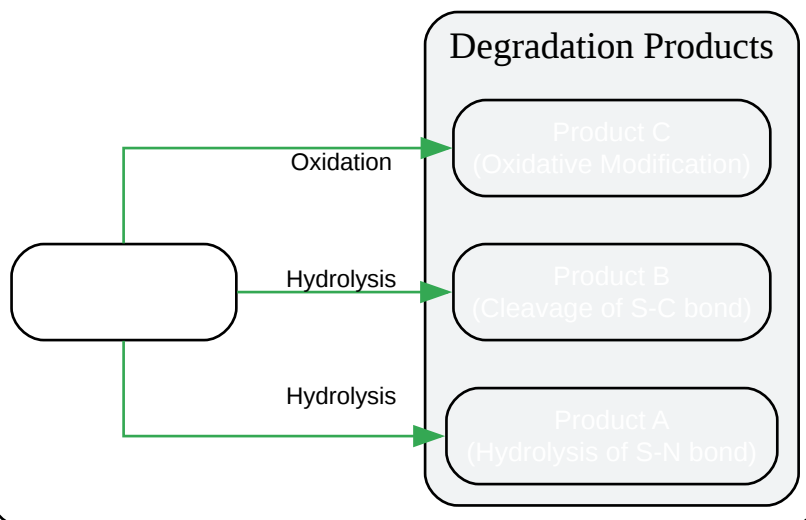 Degradation Products
Product C
(Oxidative Modification)
Oxidation
Product B
(Cleavage of S-C bond)
Hydrolysis
Hydrolysis
Product A
(Hydrolysis of S-N bond)